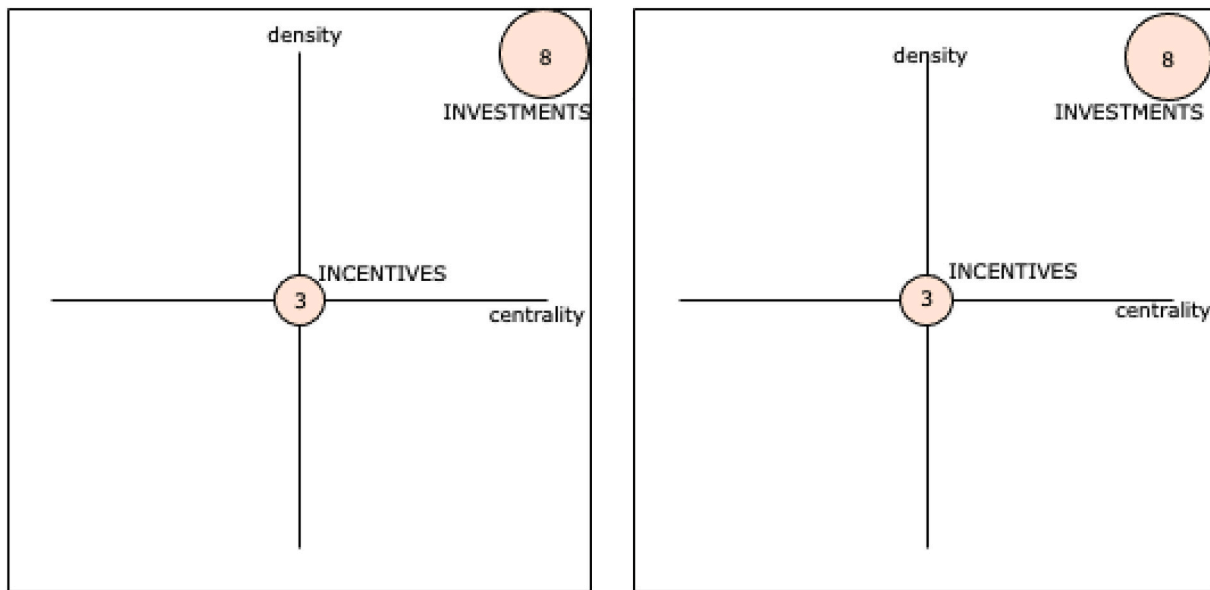 density
8
INVESTMENTS
INCENTIVES
3
centrality
density
8
INVESTMENTS
INCENTIVES
3
centrality